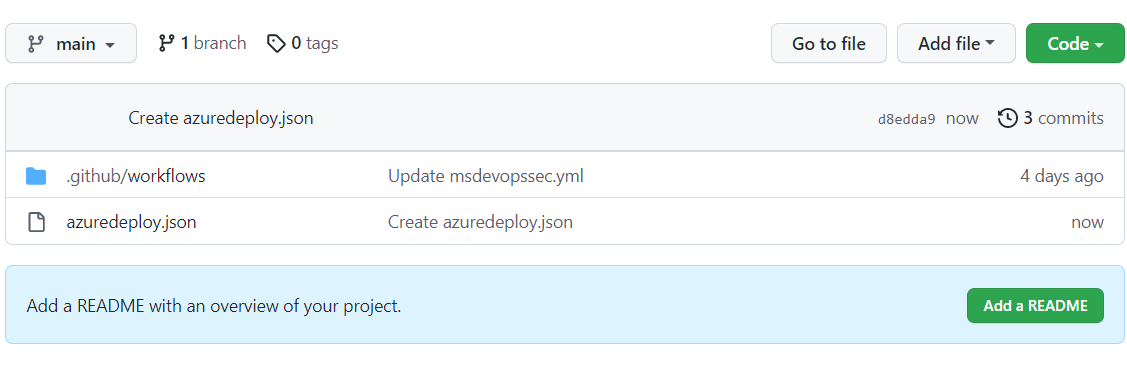 main 1 branch 0 tags Go to file Add file Code
Create azuredeploy.json d8edda9 now 3 commits
.github/workflows Update msdevopssec.yml 4 days ago
azuredeploy.json Create azuredeploy.json now
Add a README with an overview of your project. Add a README